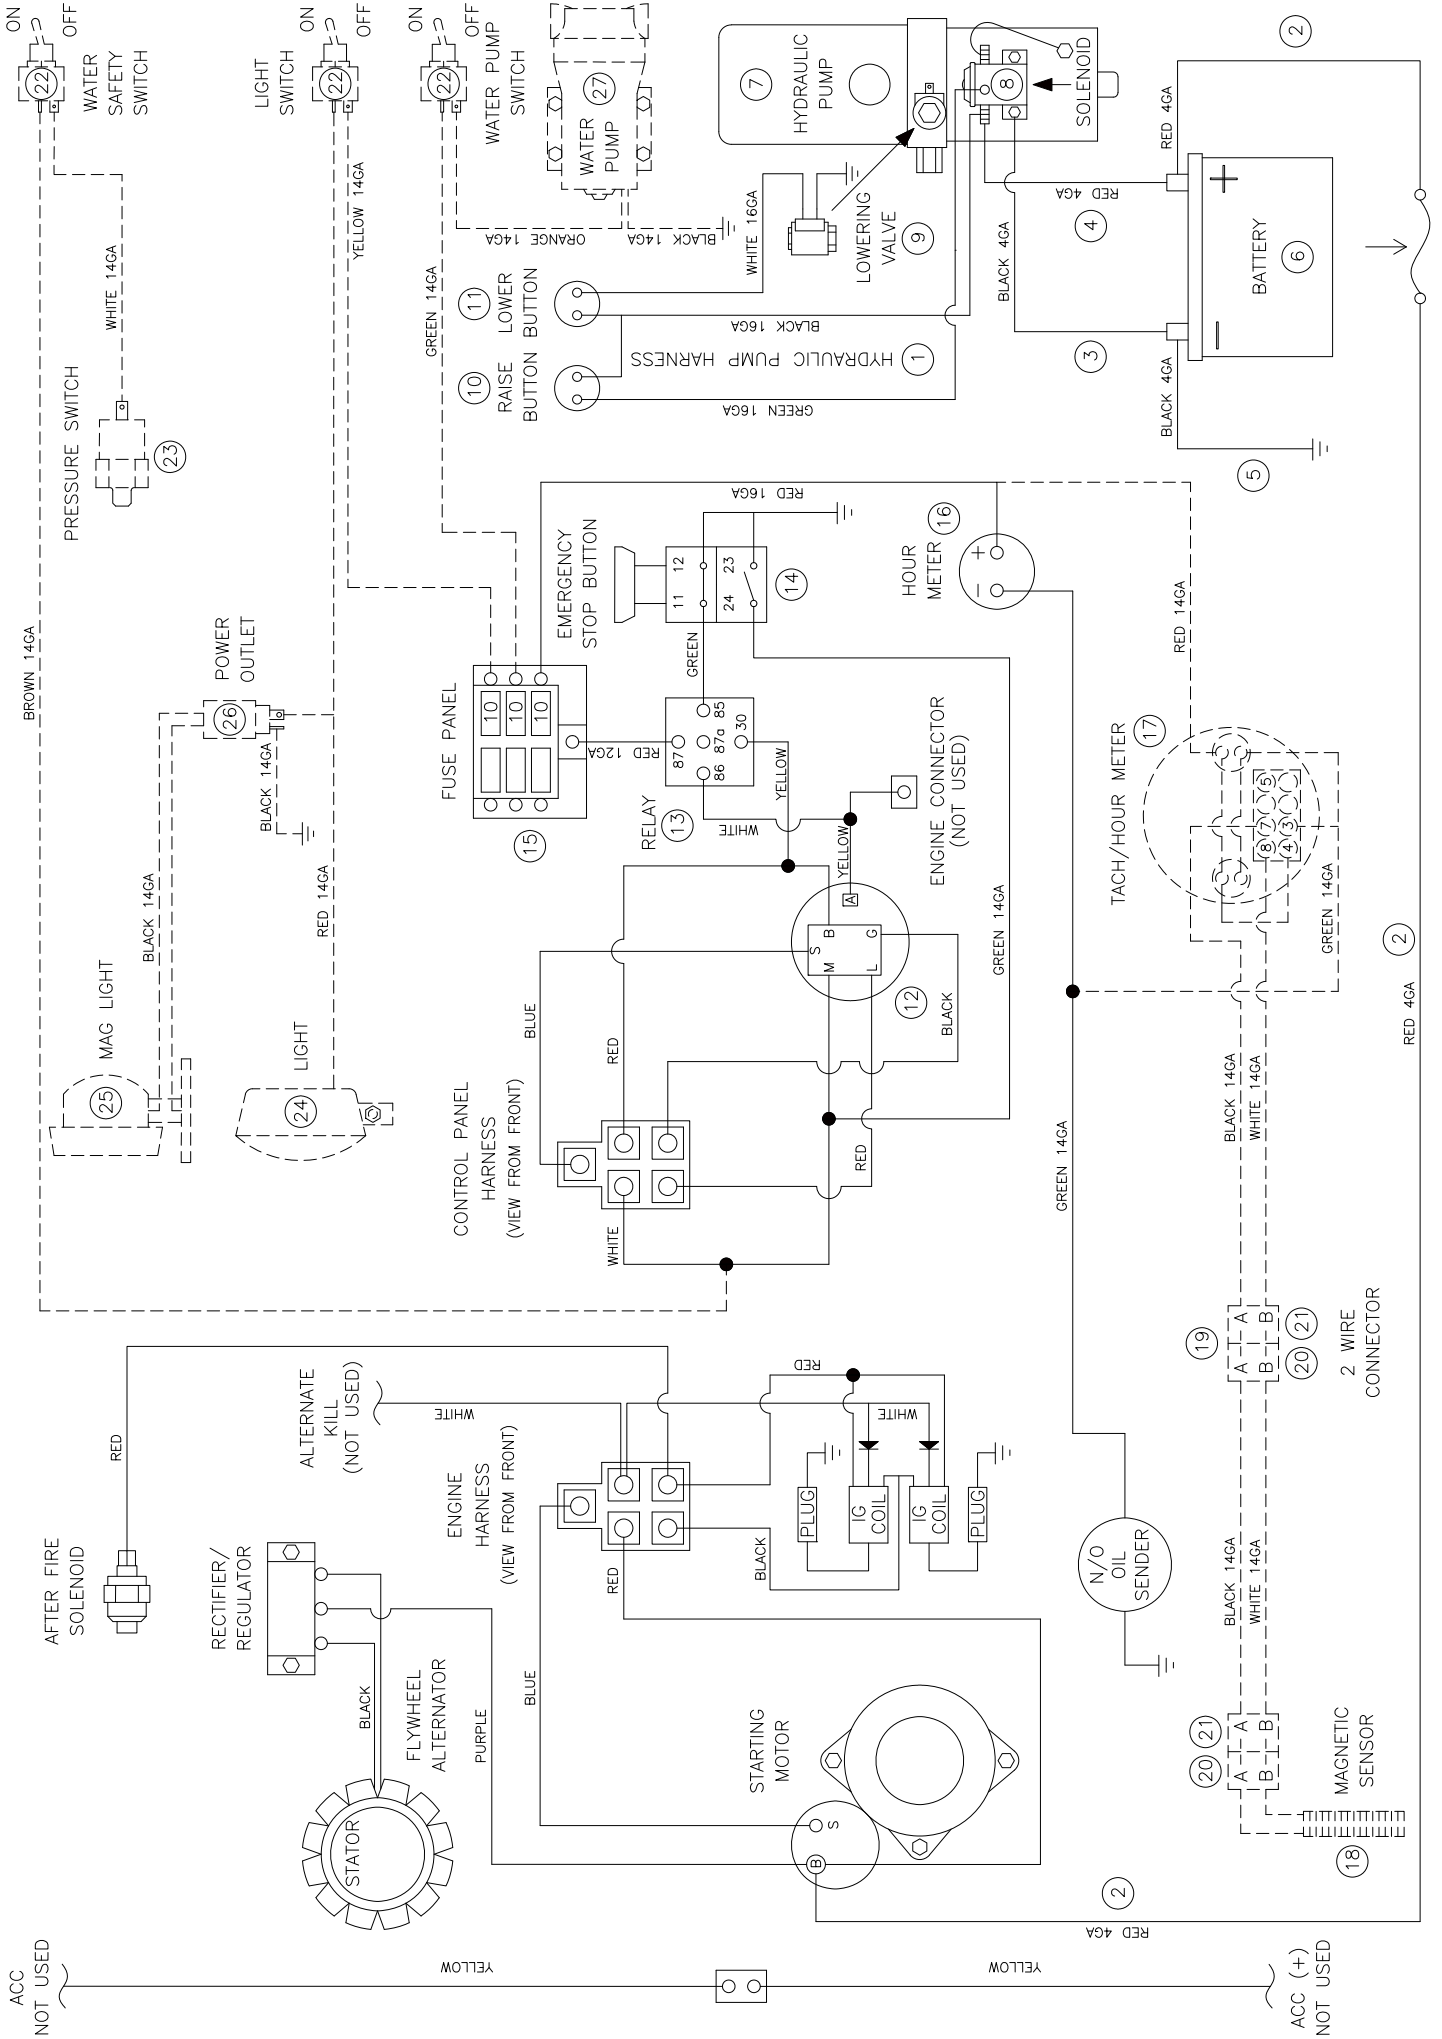 ACC
NOT USED
YELLOW
YELLOW
ACC (+)
NOT USED
AFTER FIRE
SOLENOID
RED
RECTIFIER/
REGULATOR
STATOR
BLACK
FLYWHEEL
ALTERNATOR
PURPLE
BLUE
ALTERNATE
KILL
(NOT USED)
WHITE
ENGINE
HARNESS
(VIEW FROM FRONT)
RED
BLACK
RED
WHITE
PLUG
IG
COIL
IG
COIL
PLUG
STARTING
MOTOR
S
B
2
RED 4GA
N/O
OIL
SENDER
GREEN 14GA
18
MAGNETIC
SENSOR
20
21
A
A
B
B
BLACK 14GA
WHITE 14GA
19
A
A
B
B
20
21
2 WIRE
CONNECTOR
BLACK 14GA
WHITE 14GA
BROWN 14GA
MAG LIGHT
25
BLACK 14GA
LIGHT
24
RED 14GA
POWER
OUTLET
26
BLACK 14GA
CONTROL PANEL
HARNESS
(VIEW FROM FRONT)
WHITE
BLUE
RED
RED
BLACK
12
S
M
B
L
G
A
YELLOW
YELLOW
WHITE
ENGINE CONNECTOR
(NOT USED)
GREEN 14GA
RELAY
13
87
86
87a
85
30
RED 12GA
FUSE PANEL
15
10
10
10
GREEN
EMERGENCY
STOP BUTTON
11
12
24
23
14
RED 16GA
HOUR
METER
16
-
+
RED 14GA
TACH/HOUR METER
17
8
7
5
4
3
GREEN 14GA
2
RED 4GA
PRESSURE SWITCH
23
WHITE 14GA
22
ON
OFF
WATER
SAFETY
SWITCH
LIGHT
SWITCH
22
ON
OFF
YELLOW 14GA
22
ON
OFF
WATER PUMP
SWITCH
GREEN 14GA
ORANGE 14GA
BLACK 14GA
WATER
PUMP
27
10
RAISE
BUTTON
11
LOWER
BUTTON
HYDRAULIC PUMP HARNESS
1
GREEN 16GA
BLACK 16GA
WHITE 16GA
LOWERING
VALVE
9
7
HYDRAULIC
PUMP
8
SOLENOID
BLACK 4GA
3
RED 4GA
4
RED 4GA
2
BATTERY
6
-
+
BLACK 4GA
5